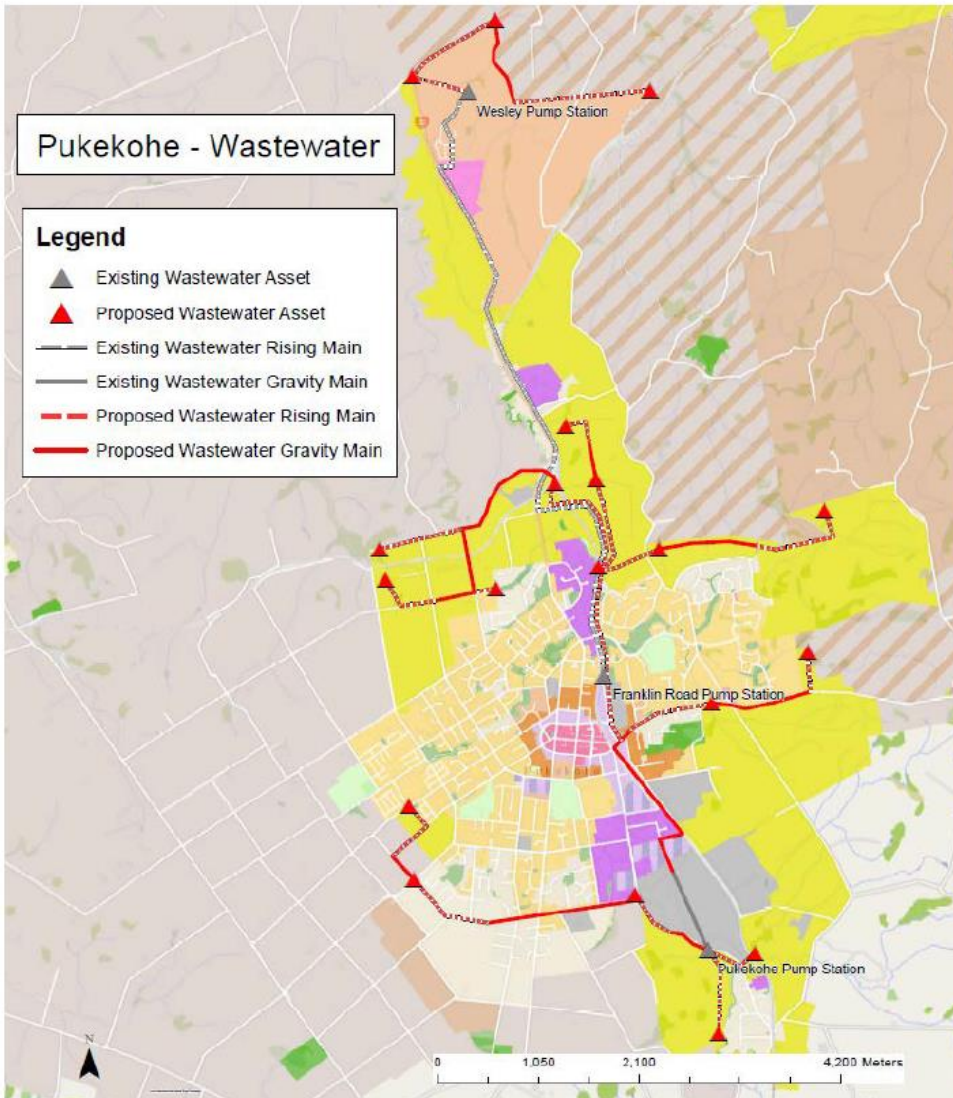 Wesley Pump Station
Pukekohe - Wastewater
Legend
Existing Wastewater Asset
Proposed Wastewater Asset
Existing Wastewater Rising Main
Existing Wastewater Gravity Main
Proposed Wastewater Rising Main
Proposed Wastewater Gravity Main
Franklin Road Pump Station
Pukekohe Pump Station
N
0 1,050 2,100 4,200 Meters